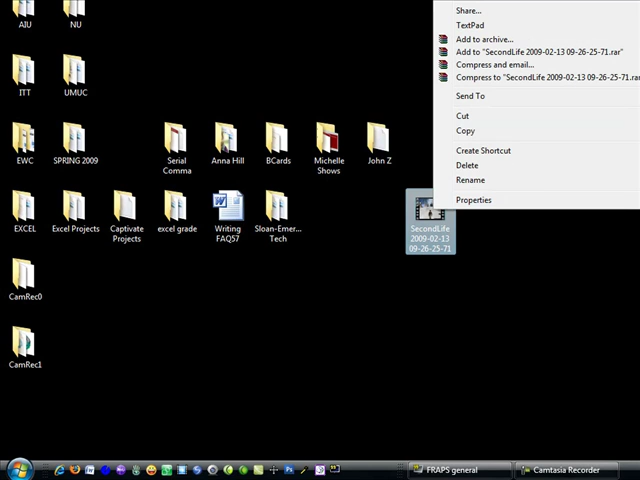 AIU
NU
Share...
TextPad
Add to archive...
Add to "SecondLife 2009-02-13 09-26-25-71.rar"
Compress and email...
Compress to "SecondLife 2009-02-13 09-26-25-71.rar
Send To
Cut
Copy
Create Shortcut
Delete
Rename
Properties
ITT
UMUC
EWC
SPRING 2009
Serial
Comma
Anna Hill
BCards
Michelle
Shows
John Z
EXCEL
Excel Projects
Captivate
Projects
excel grade
Writing
FAQ57
Sloan-Emer...
Tech
SecondLife
2009-02-13
09-26-25-71
CamRec0
CamRec1
FRAPS general
Camtasia Recorder